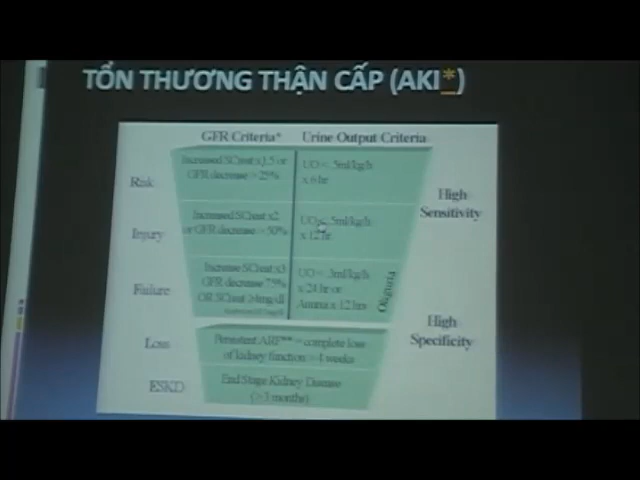 TỔN THƯƠNG THẬN CẤP (AKI*)
GFR Criteria*
Urine Output Criteria
Risk
Increased SCreat x1.5 or
GFR decrease > 25%
UO < .5ml/kg/h
x 6 hr
High
Sensitivity
Injury
Increased SCreat x2
or GFR decrease > 50%
UO < .5ml/kg/h
x 12 hr
Failure
Increase SCreat x3
GFR decrease 75%
OR SCreat ≥4mg/dl
UO < .3ml/kg/h
x 24 hr or
Anuria x 12 hrs
Oliguria
High
Specificity
Loss
Persistent ARF** = complete loss
of kidney function > 4 weeks
ESKD
End Stage Kidney Disease
(> 3 months)